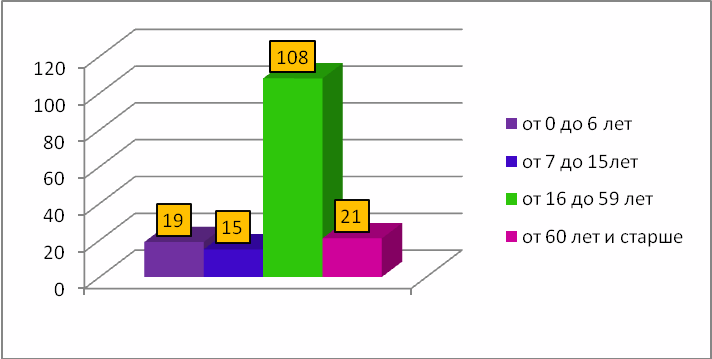 120
100
80
60
40
20
0
19
15
108
21
от 0 до 6 лет
от 7 до 15лет
от 16 до 59 лет
от 60 лет и старше